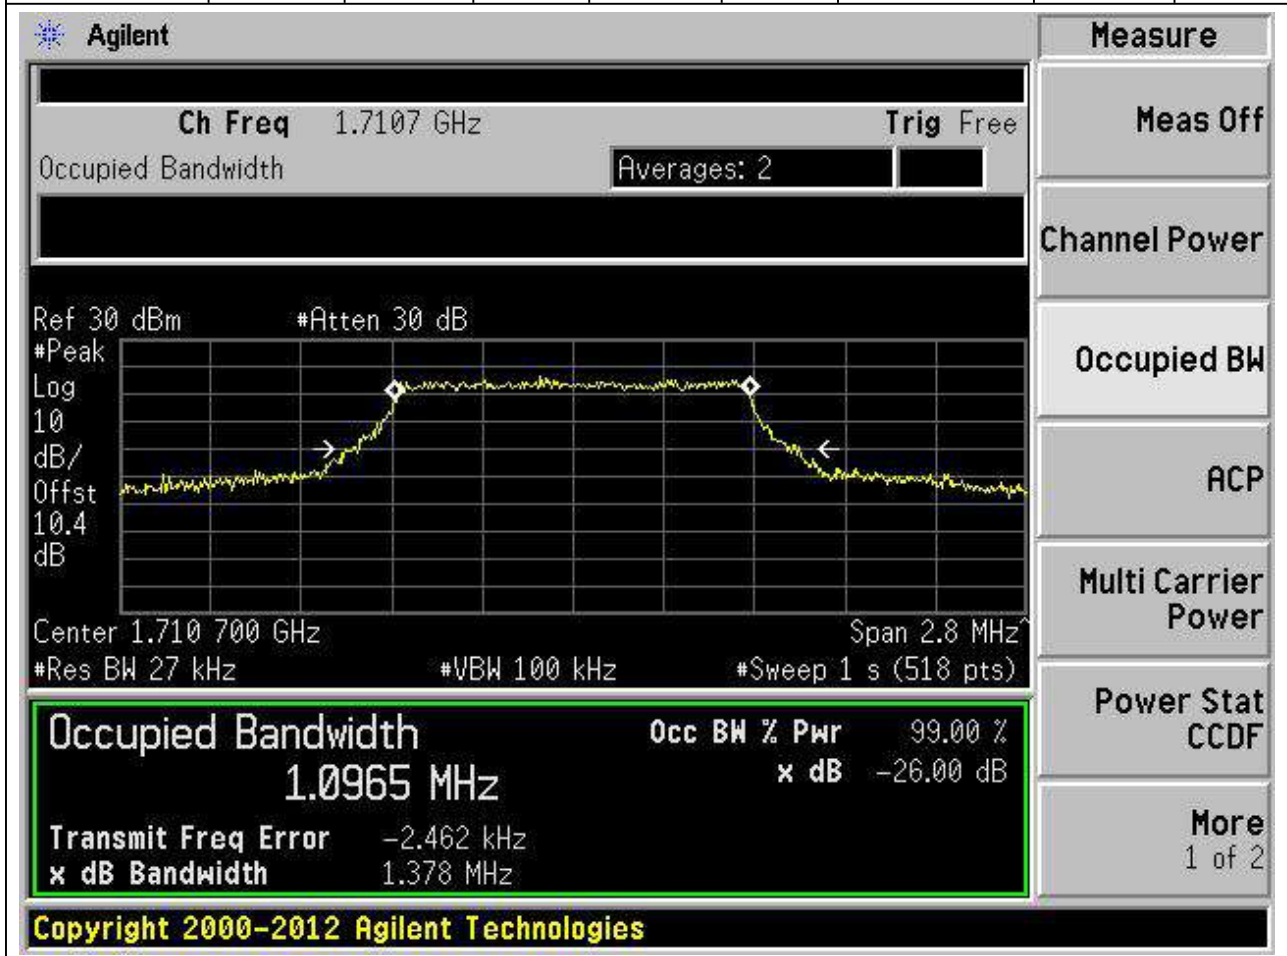 Agilent
Measure
Ch Freq 1.7107 GHz Trig Free
Meas Off
Occupied Bandwidth Averages: 2
Channel Power
Ref 30 dBm #Atten 30 dB
#Peak
Log
10
dB/
Offst
10.4
dB
Occupied BW
ACP
Multi Carrier
Power
Center 1.710 700 GHz Span 2.8 MHz^
#Res BW 27 kHz #VBW 100 kHz #Sweep 1 s (518 pts)
Power Stat
CCDF
Occupied Bandwidth Occ BW % Pwr 99.00 %
1.0965 MHz x dB -26.00 dB
Transmit Freq Error -2.462 kHz
x dB Bandwidth 1.378 MHz
More
1 of 2
Copyright 2000-2012 Agilent Technologies